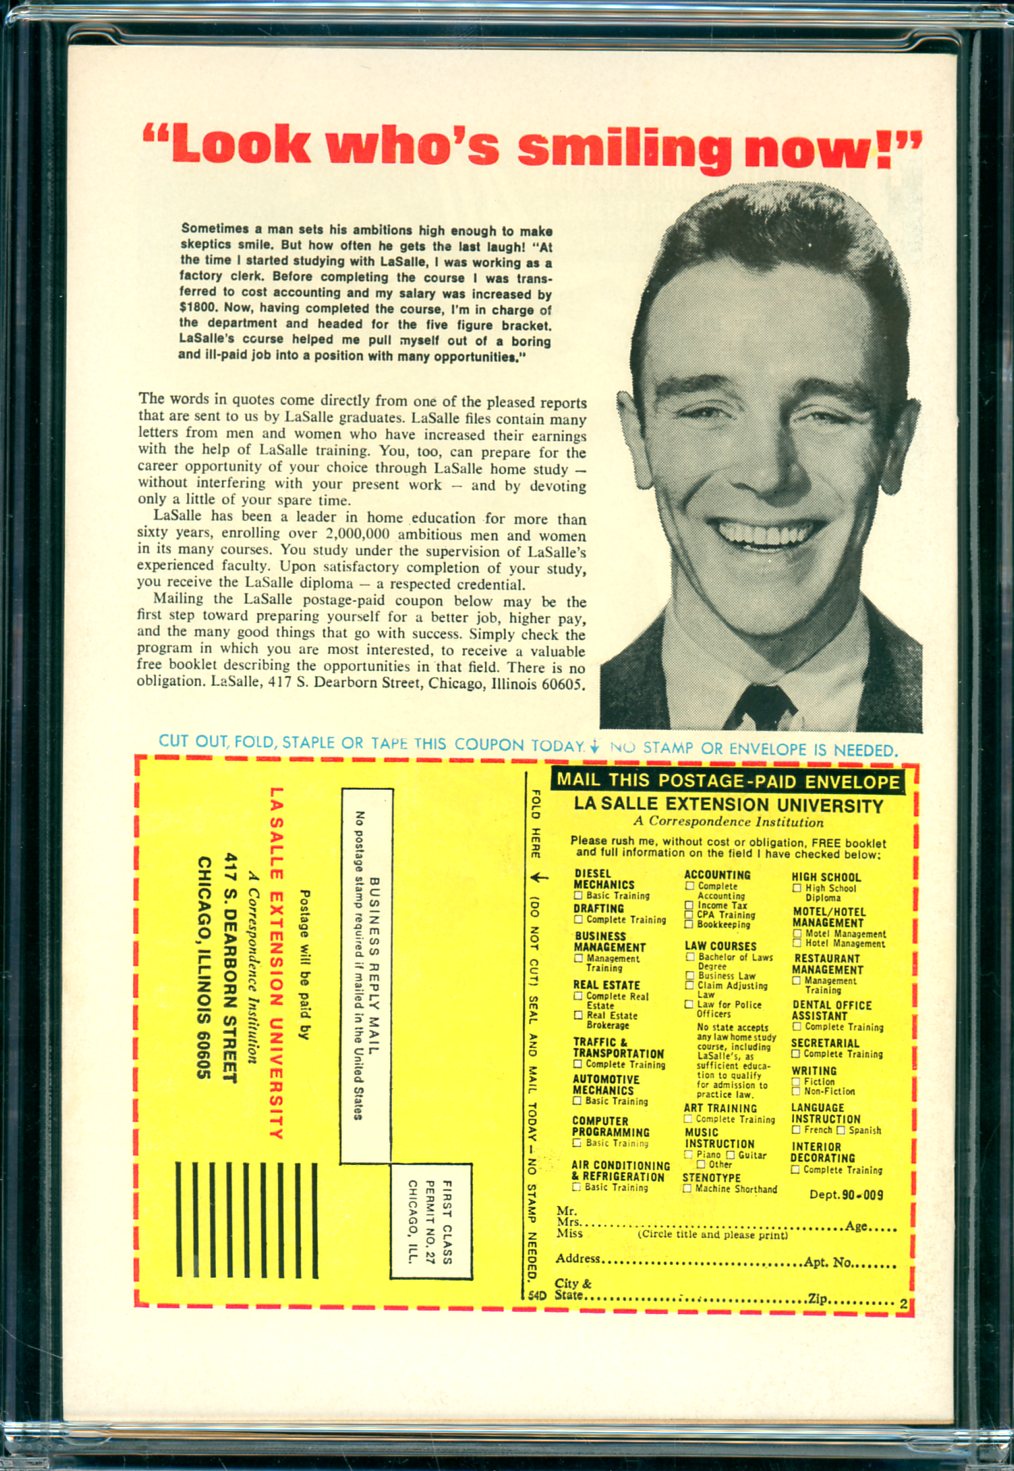 “Look who’s smiling now!”
Sometimes a man sets his ambitions high enough to make
skeptics smile. But how often he gets the last laugh! "At
the time I started studying with LaSalle, I was working as a
factory clerk. Before completing the course I was trans-
ferred to cost accounting and my salary was increased by
$1800. Now, having completed the course, I'm in charge of
the department and headed for the five figure bracket.
LaSalle's course helped me pull myself out of a boring
and ill-paid job into a position with many opportunities."
The words in quotes come directly from one of the pleased reports
that are sent to us by LaSalle graduates. LaSalle files contain many
letters from men and women who have increased their earnings
with the help of LaSalle training. You, too, can prepare for the
career opportunity of your choice through LaSalle home study —
without interfering with your present work — and by devoting
only a little of your spare time.
LaSalle has been a leader in home education for more than
sixty years, enrolling over 2,000,000 ambitious men and women
in its many courses. You study under the supervision of LaSalle's
experienced faculty. Upon satisfactory completion of your study,
you receive the LaSalle diploma — a respected credential.
Mailing the LaSalle postage-paid coupon below may be the
first step toward preparing yourself for a better job, higher pay,
and the many good things that go with success. Simply check the
program in which you are most interested, to receive a valuable
free booklet describing the opportunities in that field. There is no
obligation. LaSalle, 417 S. Dearborn Street, Chicago, Illinois 60605.
CUT OUT, FOLD, STAPLE OR TAPE THIS COUPON TODAY. ↓ NO STAMP OR ENVELOPE IS NEEDED.
BUSINESS REPLY MAIL
No postage stamp required if mailed in the United States
FIRST CLASS
PERMIT NO. 27
CHICAGO, ILL.
Postage will be paid by
LA SALLE EXTENSION UNIVERSITY
A Correspondence Institution
417 S. DEARBORN STREET
CHICAGO, ILLINOIS 60605
FOLD HERE → (DO NOT CUT) SEAL AND MAIL TODAY — NO STAMP NEEDED.
54D
MAIL THIS POSTAGE-PAID ENVELOPE
LA SALLE EXTENSION UNIVERSITY
A Correspondence Institution
Please rush me, without cost or obligation, FREE booklet
and full information on the field I have checked below:
DIESEL
MECHANICS
☐ Basic Training
DRAFTING
☐ Complete Training
BUSINESS
MANAGEMENT
☐ Management
Training
REAL ESTATE
☐ Complete Real
Estate
☐ Real Estate
Brokerage
TRAFFIC &
TRANSPORTATION
☐ Complete Training
AUTOMOTIVE
MECHANICS
☐ Basic Training
COMPUTER
PROGRAMMING
☐ Basic Training
AIR CONDITIONING
& REFRIGERATION
☐ Basic Training
ACCOUNTING
☐ Complete
Accounting
☐ Income Tax
☐ CPA Training
☐ Bookkeeping
LAW COURSES
☐ Bachelor of Laws
Degree
☐ Business Law
☐ Claim Adjusting
Law
☐ Law for Police
Officers
No state accepts
any law home study
course, including
LaSalle's, as
sufficient educa-
tion to qualify
for admission to
practice law.
ART TRAINING
☐ Complete Training
MUSIC
INSTRUCTION
☐ Piano ☐ Guitar
☐ Other
STENOTYPE
☐ Machine Shorthand
HIGH SCHOOL
☐ High School
Diploma
MOTEL/HOTEL
MANAGEMENT
☐ Motel Management
☐ Hotel Management
RESTAURANT
MANAGEMENT
☐ Management
Training
DENTAL OFFICE
ASSISTANT
☐ Complete Training
SECRETARIAL
☐ Complete Training
WRITING
☐ Fiction
☐ Non-Fiction
LANGUAGE
INSTRUCTION
☐ French ☐ Spanish
INTERIOR
DECORATING
☐ Complete Training
Dept. 90-009
Mr.
Mrs. Age
Miss (Circle title and please print)
Address Apt. No.
City &
State Zip 2